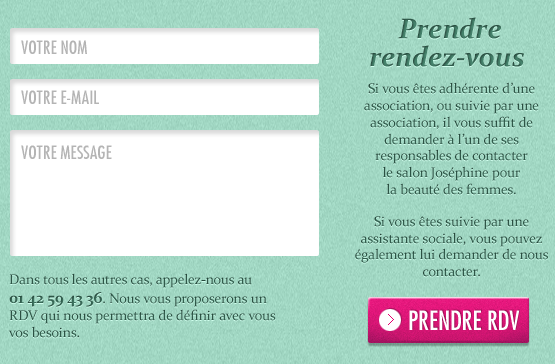 VOTRE NOM
VOTRE E-MAIL
VOTRE MESSAGE
Dans tous les autres cas, appelez-nous au
01 42 59 43 36. Nous vous proposerons un
RDV qui nous permettra de définir avec vous
vos besoins.
Prendre
rendez-vous
Si vous êtes adhérente d'une
association, ou suivie par une
association, il vous suffit de
demander à l'un de ses
responsables de contacter
le salon Joséphine pour
la beauté des femmes.
Si vous êtes suivie par une
assistante sociale, vous pouvez
également lui demander de nous
contacter.
PRENDRE RDV